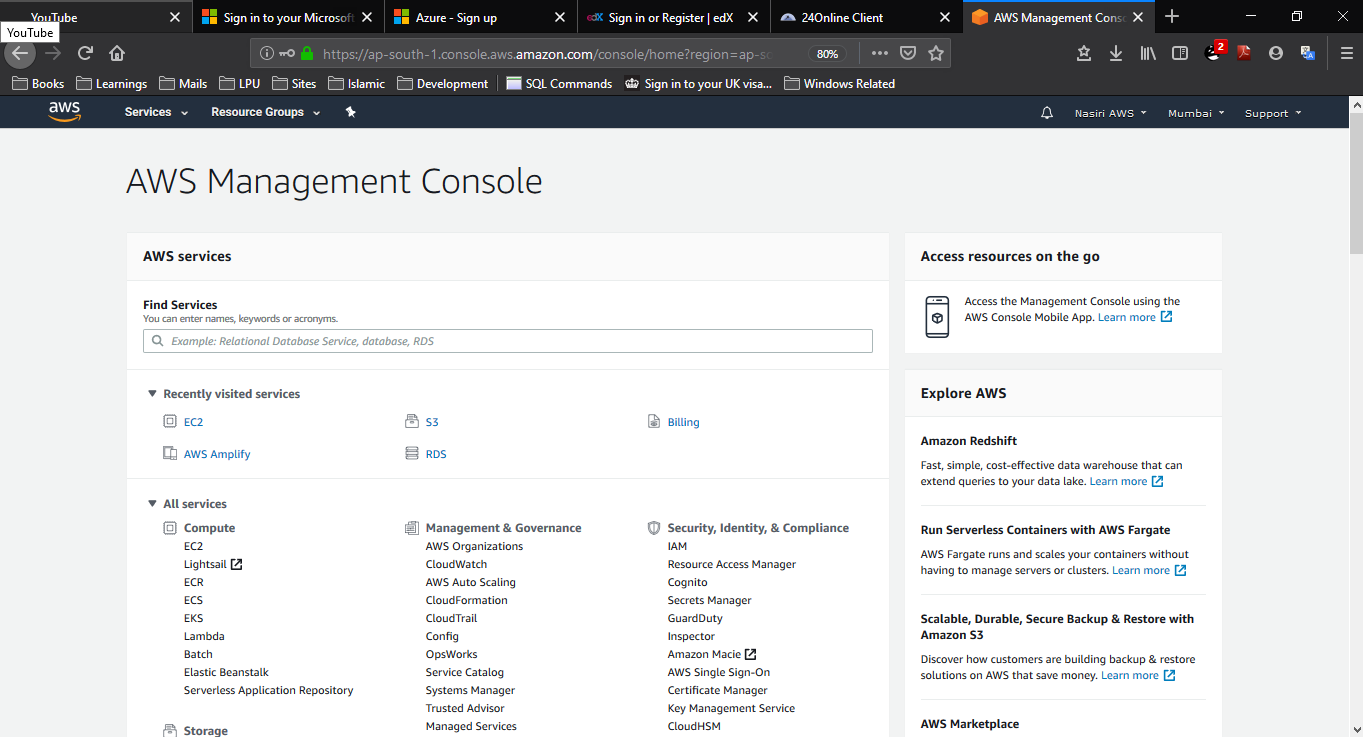 YouTube
Sign in to your Microsoft
Azure - Sign up
edX Sign in or Register | edX
24Online Client
AWS Management Conso
YouTube
https://ap-south-1.console.aws.amazon.com/console/home?region=ap-so
80%
2
Books
Learnings
Mails
LPU
Sites
Islamic
Development
SQL Commands
Sign in to your UK visa...
Windows Related
aws
Services
Resource Groups
Nasiri AWS
Mumbai
Support
AWS Management Console
AWS services
Find Services
You can enter names, keywords or acronyms.
Example: Relational Database Service, database, RDS
Recently visited services
EC2
S3
Billing
AWS Amplify
RDS
All services
Compute
EC2
Lightsail
ECR
ECS
EKS
Lambda
Batch
Elastic Beanstalk
Serverless Application Repository
Storage
Management & Governance
AWS Organizations
CloudWatch
AWS Auto Scaling
CloudFormation
CloudTrail
Config
OpsWorks
Service Catalog
Systems Manager
Trusted Advisor
Managed Services
Security, Identity, & Compliance
IAM
Resource Access Manager
Cognito
Secrets Manager
GuardDuty
Inspector
Amazon Macie
AWS Single Sign-On
Certificate Manager
Key Management Service
CloudHSM
Access resources on the go
Access the Management Console using the
AWS Console Mobile App. Learn more
Explore AWS
Amazon Redshift
Fast, simple, cost-effective data warehouse that can
extend queries to your data lake. Learn more
Run Serverless Containers with AWS Fargate
AWS Fargate runs and scales your containers without
having to manage servers or clusters. Learn more
Scalable, Durable, Secure Backup & Restore with
Amazon S3
Discover how customers are building backup & restore
solutions on AWS that save money. Learn more
AWS Marketplace